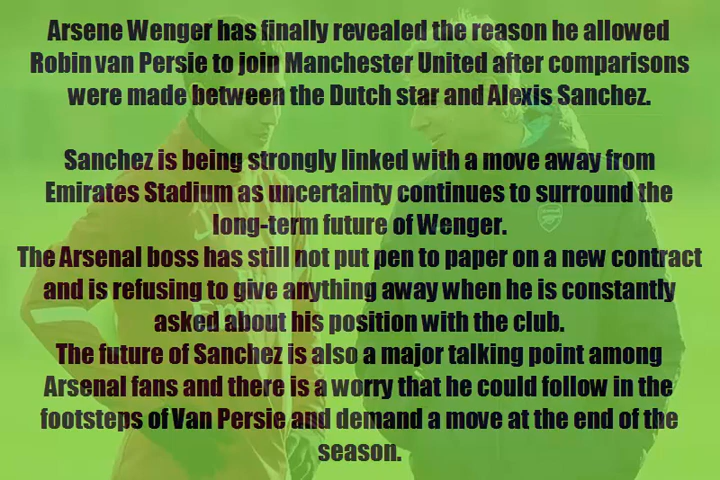 Arsene Wenger has finally revealed the reason he allowed
Robin van Persie to join Manchester United after comparisons
were made between the Dutch star and Alexis Sanchez.
Sanchez is being strongly linked with a move away from
Emirates Stadium as uncertainty continues to surround the
long-term future of Wenger.
The Arsenal boss has still not put pen to paper on a new contract
and is refusing to give anything away when he is constantly
asked about his position with the club.
The future of Sanchez is also a major talking point among
Arsenal fans and there is a worry that he could follow in the
footsteps of Van Persie and demand a move at the end of the
season.